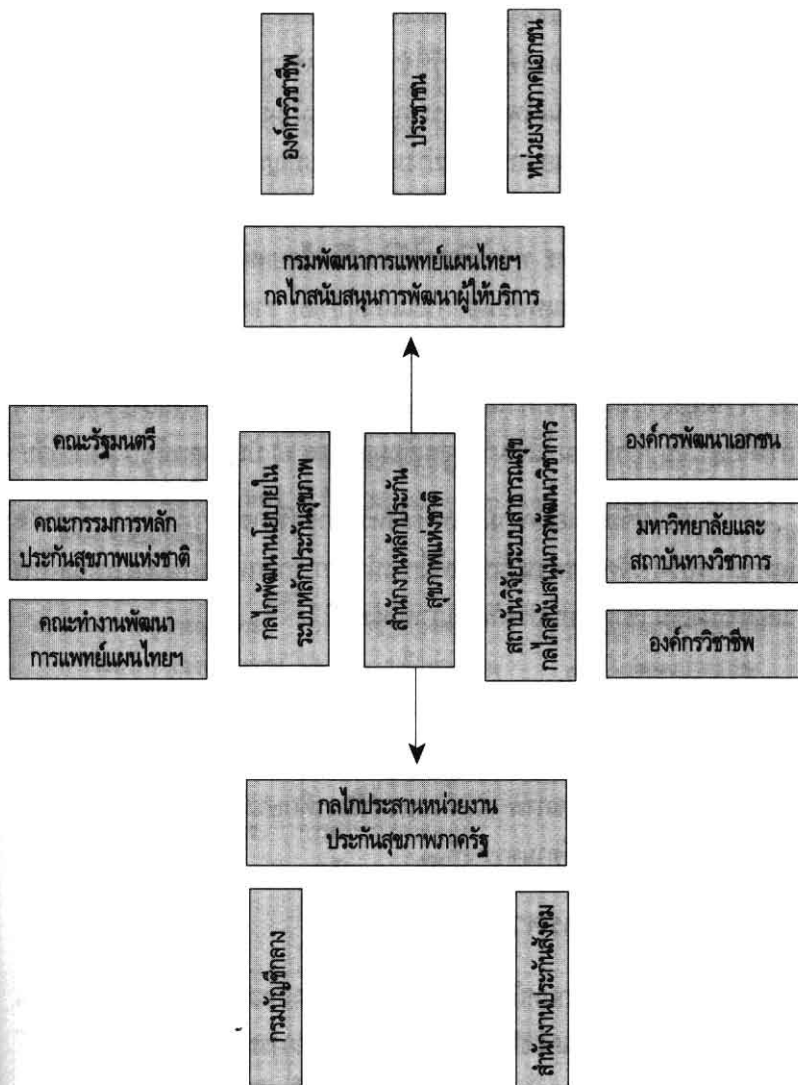 องค์กรวิชาชีพ
ประชาชน
หน่วยงานภาคเอกชน
กรมพัฒนาการแพทย์แผนไทยฯ
กลไกสนับสนุนการพัฒนาผู้ให้บริการ
คณะรัฐมนตรี
คณะกรรมการหลัก
ประกันสุขภาพแห่งชาติ
คณะทำงานพัฒนา
การแพทย์แผนไทยฯ
กลไกพัฒนานโยบายใน
ระบบหลักประกันสุขภาพ
สำนักงานหลักประกัน
สุขภาพแห่งชาติ
สถาบันวิจัยระบบสาธารณสุข
กลไกสนับสนุนการพัฒนาวิชาการ
องค์กรพัฒนาเอกชน
มหาวิทยาลัยและ
สถาบันทางวิชาการ
องค์กรวิชาชีพ
กลไกประสานหน่วยงาน
ประกันสุขภาพภาครัฐ
กรมบัญชีกลาง
สำนักงานประกันสังคม